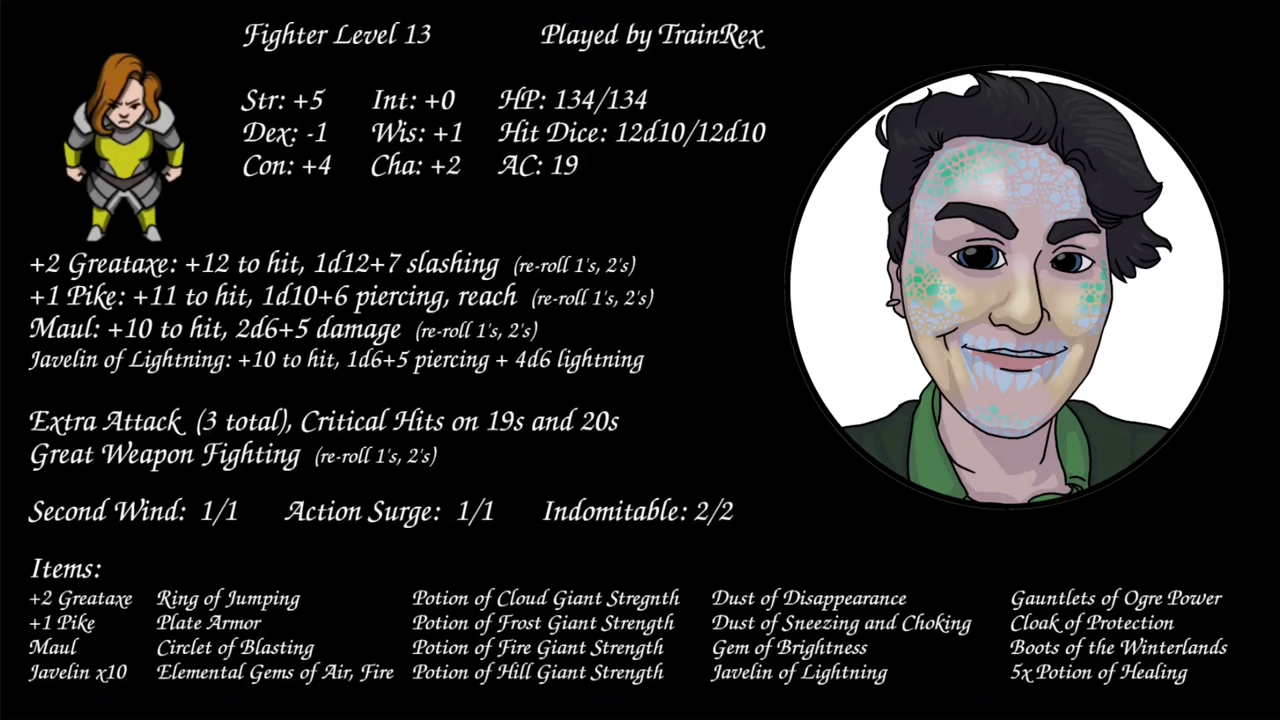 Fighter Level 13 Played by TrainRex
Str: +5 Int: +0 HP: 134/134
Dex: -1 Wis: +1 Hit Dice: 12d10/12d10
Con: +4 Cha: +2 AC: 19
+2 Greataxe: +12 to hit, 1d12+7 slashing (re-roll 1's, 2's)
+1 Pike: +11 to hit, 1d10+6 piercing, reach (re-roll 1's, 2's)
Maul: +10 to hit, 2d6+5 damage (re-roll 1's, 2's)
Javelin of Lightning: +10 to hit, 1d6+5 piercing + 4d6 lightning
Extra Attack (3 total), Critical Hits on 19s and 20s
Great Weapon Fighting (re-roll 1's, 2's)
Second Wind: 1/1 Action Surge: 1/1 Indomitable: 2/2
Items:
+2 Greataxe Ring of Jumping Potion of Cloud Giant Stregnth Dust of Disappearance Gauntlets of Ogre Power
+1 Pike Plate Armor Potion of Frost Giant Strength Dust of Sneezing and Choking Cloak of Protection
Maul Circlet of Blasting Potion of Fire Giant Strength Gem of Brightness Boots of the Winterlands
Javelin x10 Elemental Gems of Air, Fire Potion of Hill Giant Strength Javelin of Lightning 5x Potion of Healing